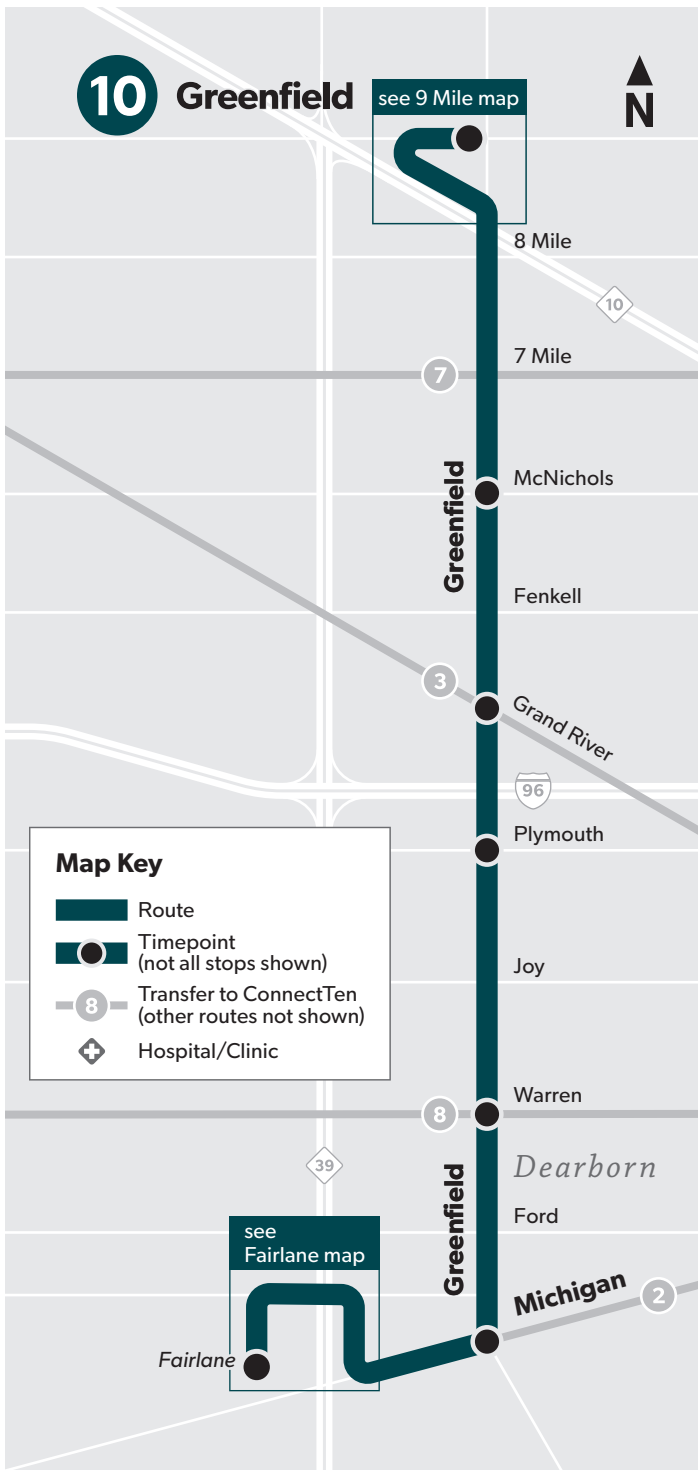 10 Greenfield
see 9 Mile map
N
8 Mile
10
7 Mile
7
McNichols
Greenfield
Fenkell
3
Grand River
96
Plymouth
Map Key
Route
Timepoint
(not all stops shown)
8
Transfer to ConnectTen
(other routes not shown)
Hospital/Clinic
Joy
Warren
8
39
Dearborn
Greenfield
Ford
see
Fairlane map
Michigan
2
Fairlane